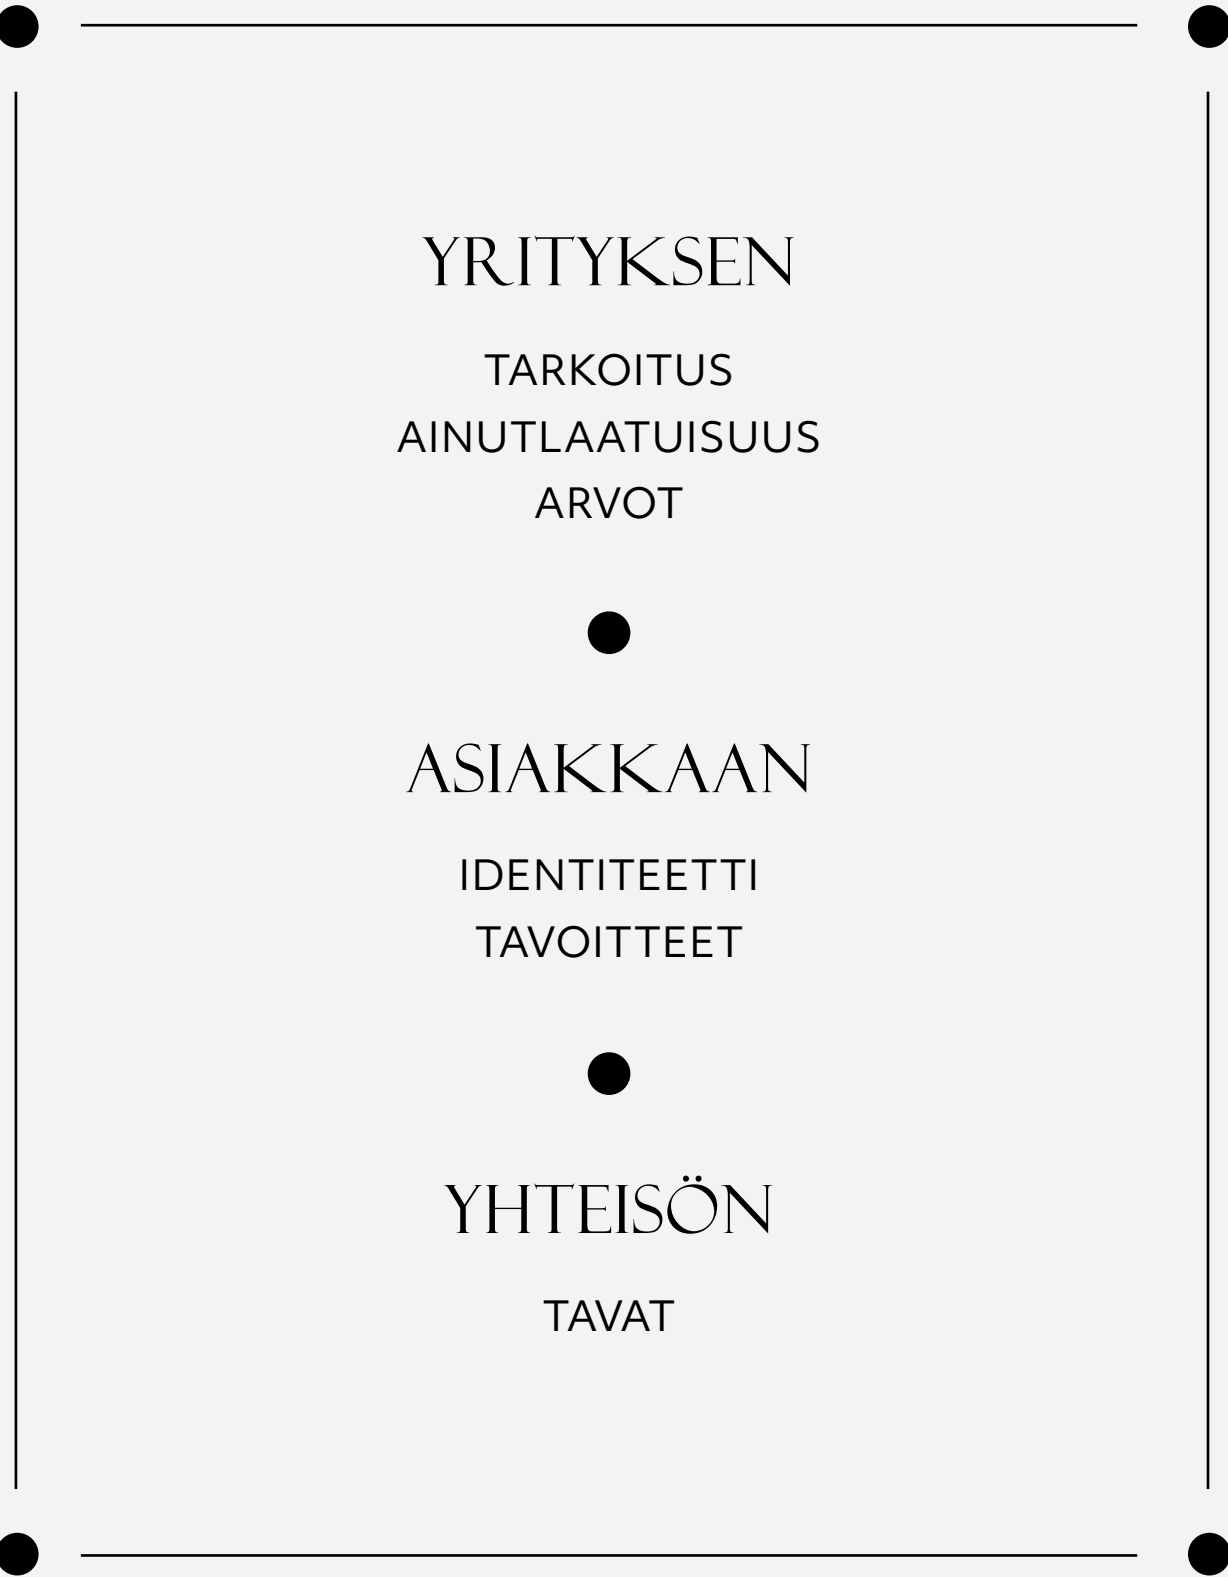 YRITYKSEN
TARKOITUS
AINUTLAATUISUUS
ARVOT
ASIAKKAAN
IDENTITEETTI
TAVOITTEET
YHTEISÖN
TAVAT